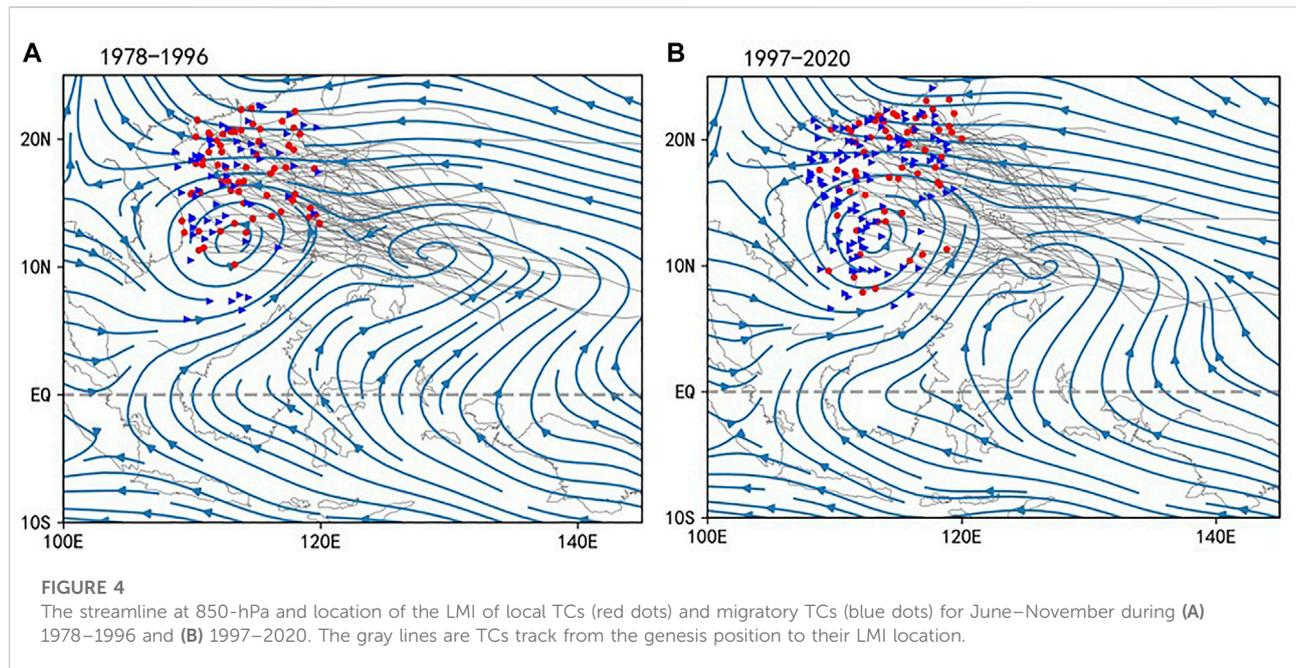 A
1978–1996
20N
10N
EQ
10S
100E 120E 140E
B
1997–2020
20N
10N
EQ
10S
100E 120E 140E
FIGURE 4
The streamline at 850-hPa and location of the LMI of local TCs (red dots) and migratory TCs (blue dots) for June–November during (A)
1978–1996 and (B) 1997–2020. The gray lines are TCs track from the genesis position to their LMI location.